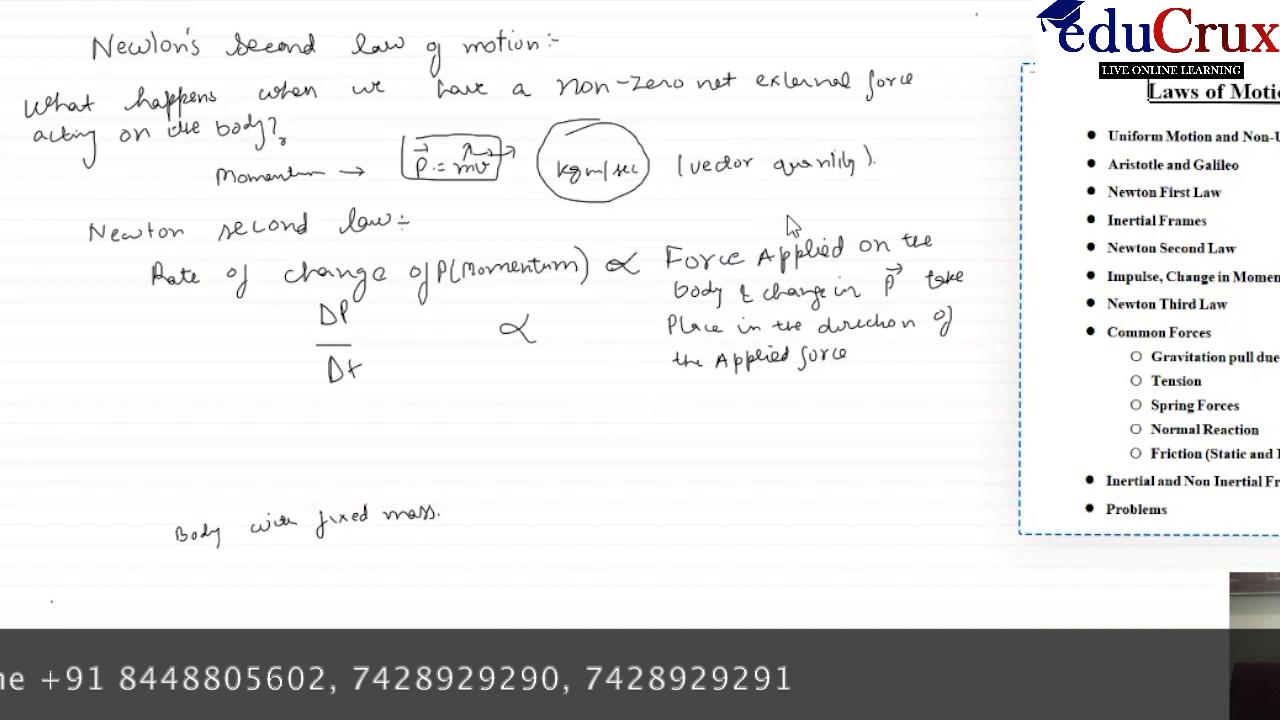 Newton's second law of motion:-
What happens when we have a non-zero net external force
acting on the body?
Momentum → P⃗ = mv⃗ kgm/sec (vector quantity).
Newton second law:-
Rate of change of P(Momentum) ∝ Force Applied on the
body & change in P⃗ take
ΔP ∝ Place in the direction of
Δt the Applied force
Body with fixed mass.
eduCrux
LIVE ONLINE LEARNING
Laws of Motio
● Uniform Motion and Non-U
● Aristotle and Galileo
● Newton First Law
● Inertial Frames
● Newton Second Law
● Impulse, Change in Momen
● Newton Third Law
● Common Forces
○ Gravitation pull due
○ Tension
○ Spring Forces
○ Normal Reaction
○ Friction (Static and
● Inertial and Non Inertial Fr
● Problems
ne +91 8448805602, 7428929290, 7428929291